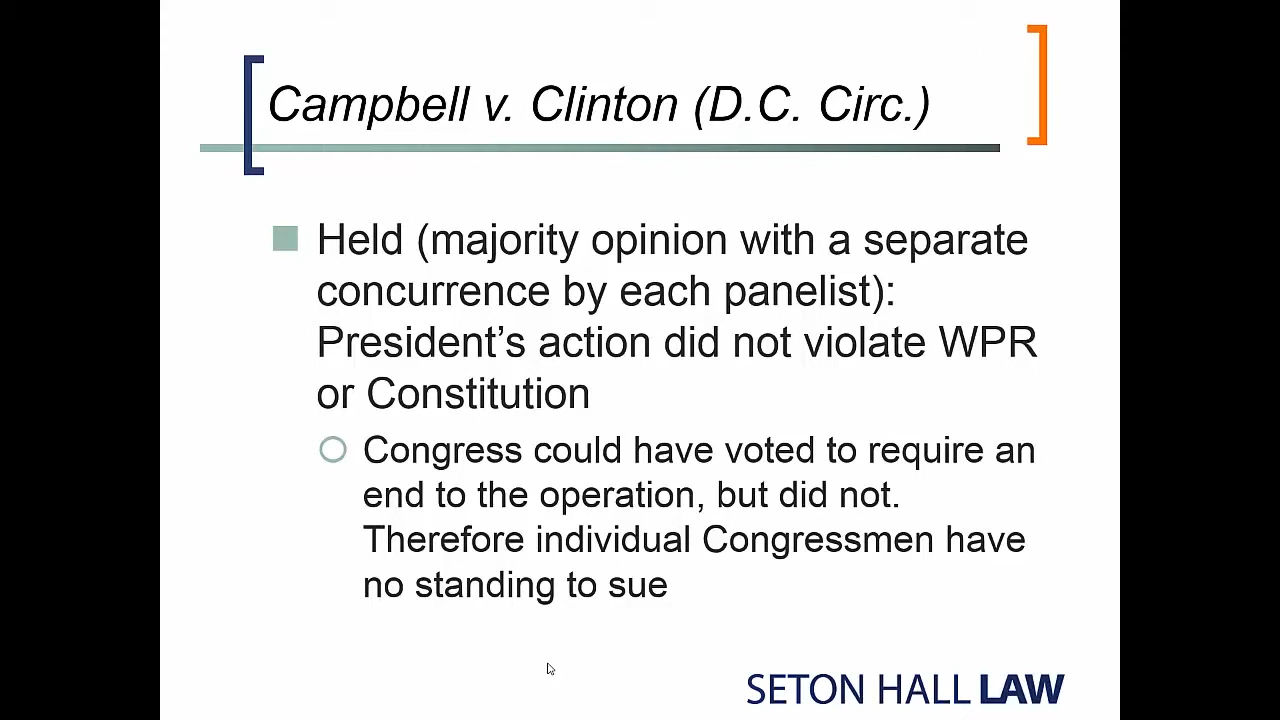 Campbell v. Clinton (D.C. Circ.)
Held (majority opinion with a separate
concurrence by each panelist):
President’s action did not violate WPR
or Constitution
Congress could have voted to require an
end to the operation, but did not.
Therefore individual Congressmen have
no standing to sue
SETON HALL LAW